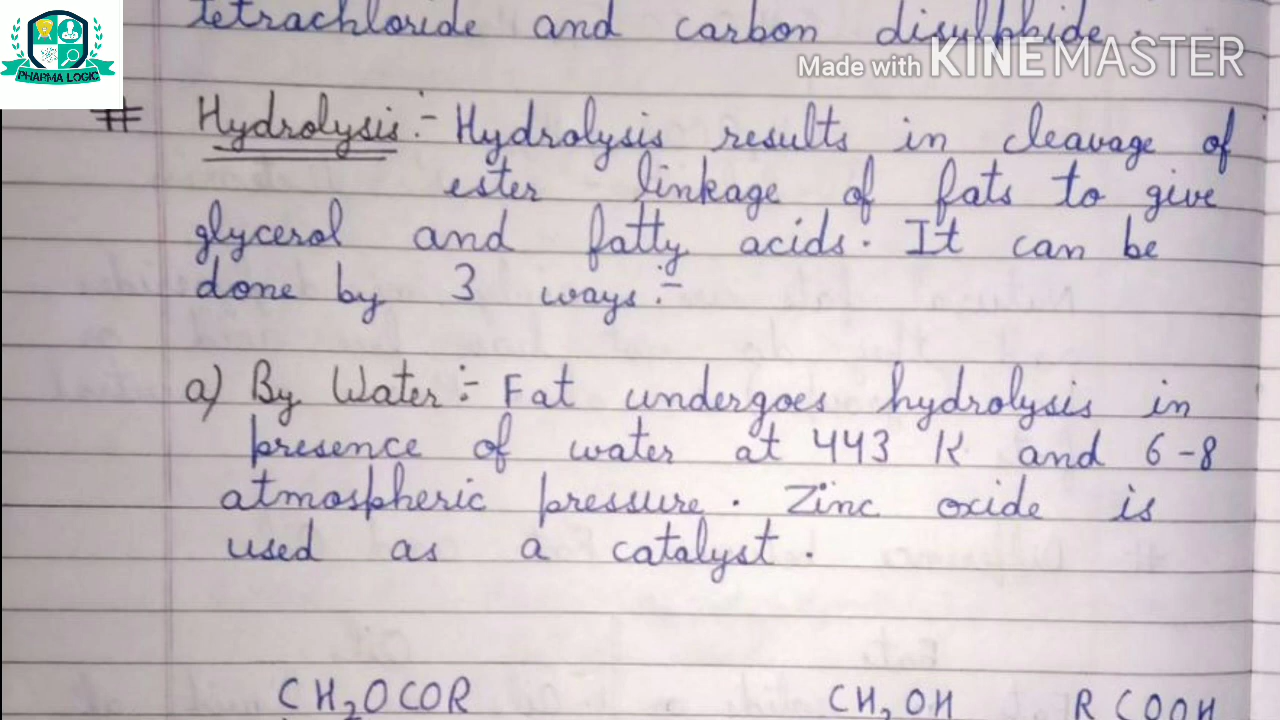 tetrachloride and carbon disulphide.
Made with KINEMASTER
PHARMA LOGIC
# Hydrolysis :- Hydrolysis results in cleavage of
ester linkage of fats to give
glycerol and fatty acids. It can be
done by 3 ways :-
a) By Water :- Fat undergoes hydrolysis in
presence of water at 443 K and 6-8
atmospheric pressure. Zinc oxide is
used as a catalyst.
CH₂OCOR CH₂OH RCOOH